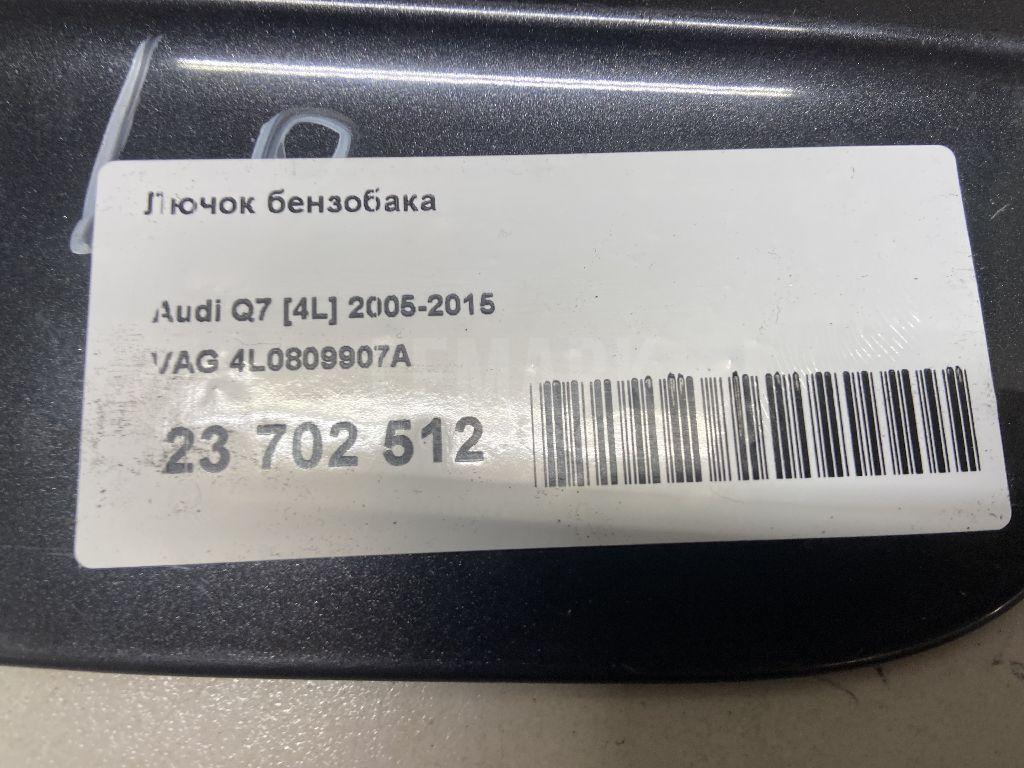 Лючок бензобака
Audi Q7 [4L] 2005-2015
VAG 4L0809907A
23 702 512